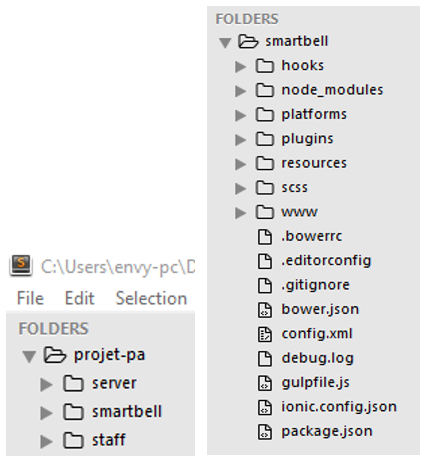 C:\Users\envy-pc\D
File Edit Selection
FOLDERS
projet-pa
server
smartbell
staff
FOLDERS
smartbell
hooks
node_modules
platforms
plugins
resources
scss
www
.bowerrc
.editorconfig
.gitignore
bower.json
config.xml
debug.log
gulpfile.js
ionic.config.json
package.json